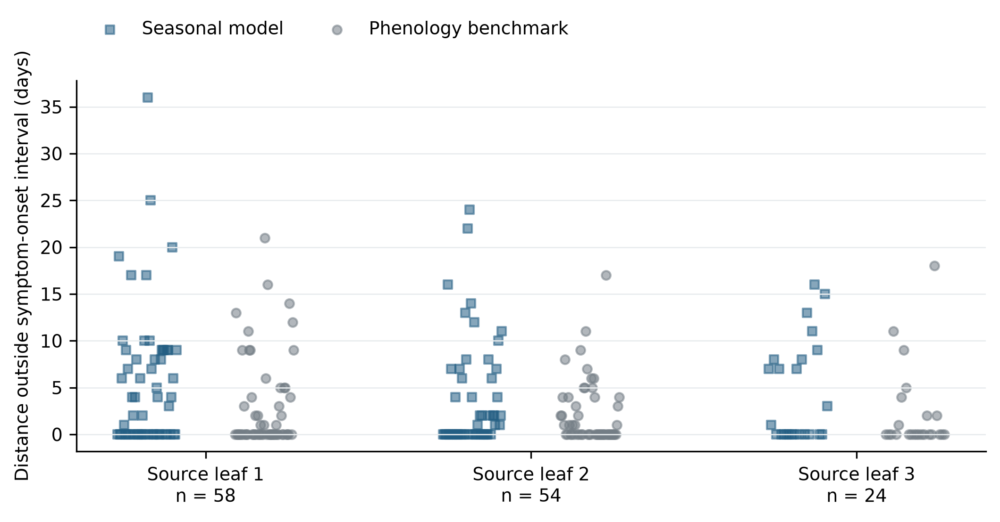 Seasonal model
Phenology benchmark
Distance outside symptom-onset interval (days)
35
30
25
20
15
10
5
0
Source leaf 1
n = 58
Source leaf 2
n = 54
Source leaf 3
n = 24